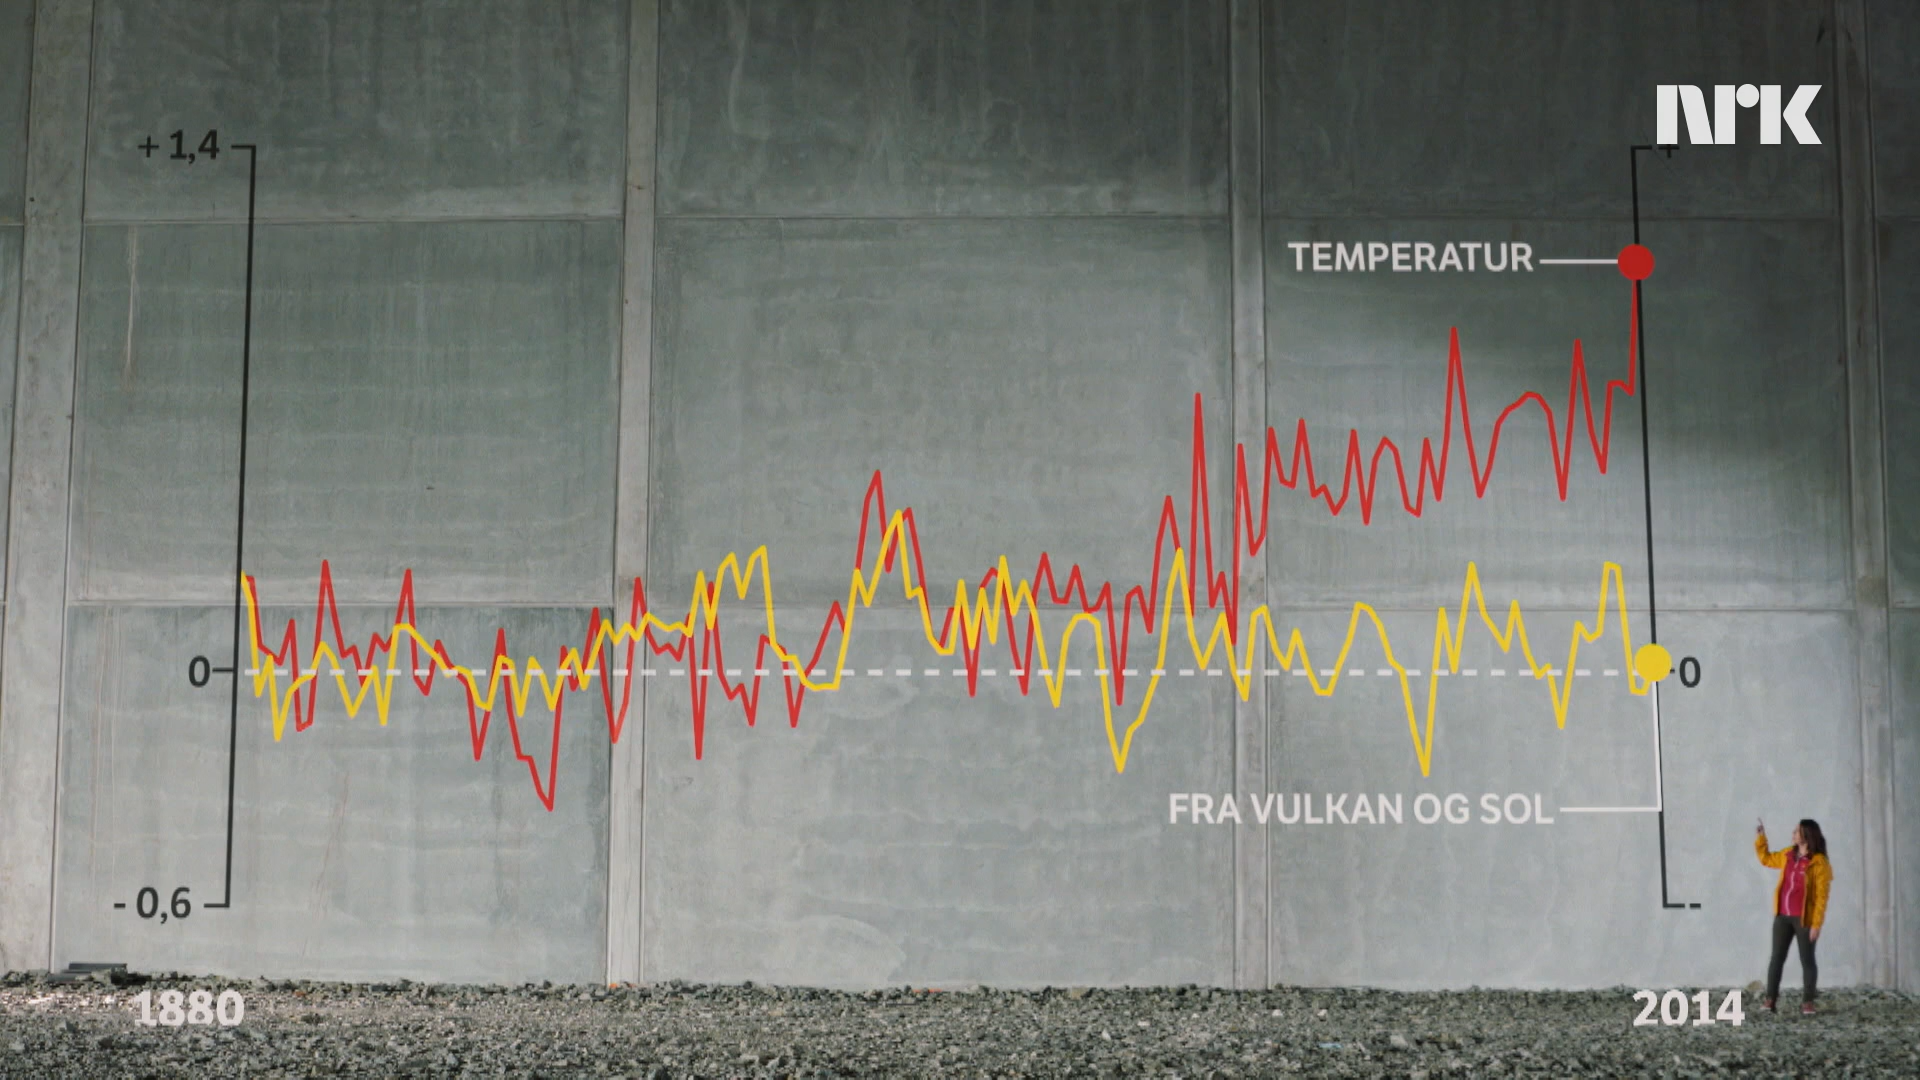 NRK
+ 1,4
+
TEMPERATUR
0
0
FRA VULKAN OG SOL
- 0,6
-
1880
2014